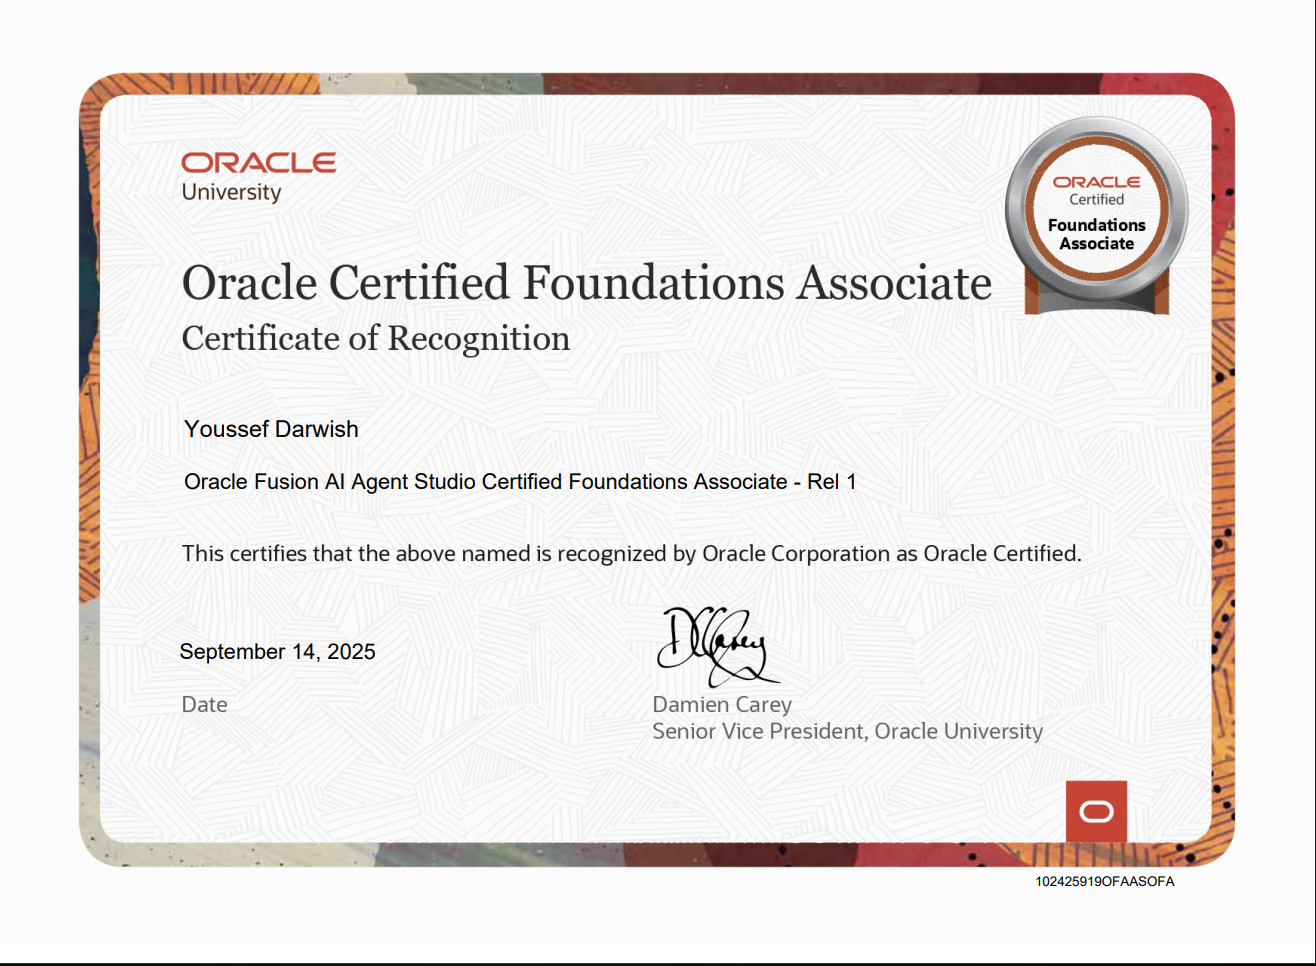 ORACLE
University
ORACLE
Certified
Foundations
Associate
Oracle Certified Foundations Associate
Certificate of Recognition
Youssef Darwish
Oracle Fusion AI Agent Studio Certified Foundations Associate - Rel 1
This certifies that the above named is recognized by Oracle Corporation as Oracle Certified.
September 14, 2025
Date
DCarey
Damien Carey
Senior Vice President, Oracle University
102425919OFAASOFA